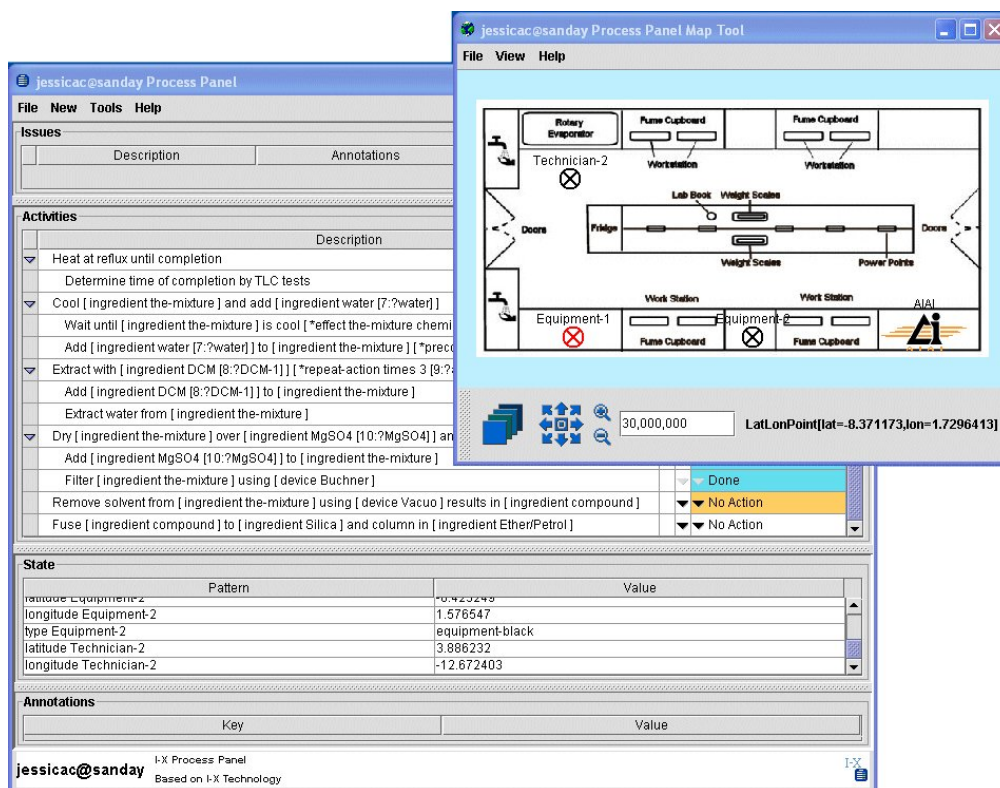 jessicac@sanday Process Panel Map Tool
File View Help
Rotary Evaporator
Fume Cupboard
Fume Cupboard
Technician-2
Workstation
Workstation
Lab Book
Weight Scales
Doors
Fridge
Doors
Weight Scales
Power Points
Work Station
Work Station
AIAI
Equipment-1
Equipment-2
Fume Cupboard
Fume Cupboard
30,000,000
LatLonPoint[lat=-8.371173,lon=1.7296413]
jessicac@sanday Process Panel
File New Tools Help
Issues
Description Annotations
Activities
Description
Heat at reflux until completion
Determine time of completion by TLC tests
Cool [ ingredient the-mixture ] and add [ ingredient water [7:?water] ]
Wait until [ ingredient the-mixture ] is cool [ *effect the-mixture chemi
Add [ ingredient water [7:?water] ] to [ ingredient the-mixture ] [ *prec
Extract with [ ingredient DCM [8:?DCM-1] ] [ *repeat-action times 3 [9:?
Add [ ingredient DCM [8:?DCM-1] ] to [ ingredient the-mixture ]
Extract water from [ ingredient the-mixture ]
Dry [ ingredient the-mixture ] over [ ingredient MgSO4 [10:?MgSO4] ] an
Add [ ingredient MgSO4 [10:?MgSO4] ] to [ ingredient the-mixture ]
Filter [ ingredient the-mixture ] using [ device Buchner ] Done
Remove solvent from [ ingredient the-mixture ] using [ device Vacuo ] results in [ ingredient compound ] No Action
Fuse [ ingredient compound ] to [ ingredient Silica ] and column in [ ingredient Ether/Petrol ] No Action
State
Pattern Value
latitude Equipment-2
longitude Equipment-2 1.576547
type Equipment-2 equipment-black
latitude Technician-2 3.886232
longitude Technician-2 -12.672403
Annotations
Key Value
jessicac@sanday
I-X Process Panel
Based on I-X Technology
I-X